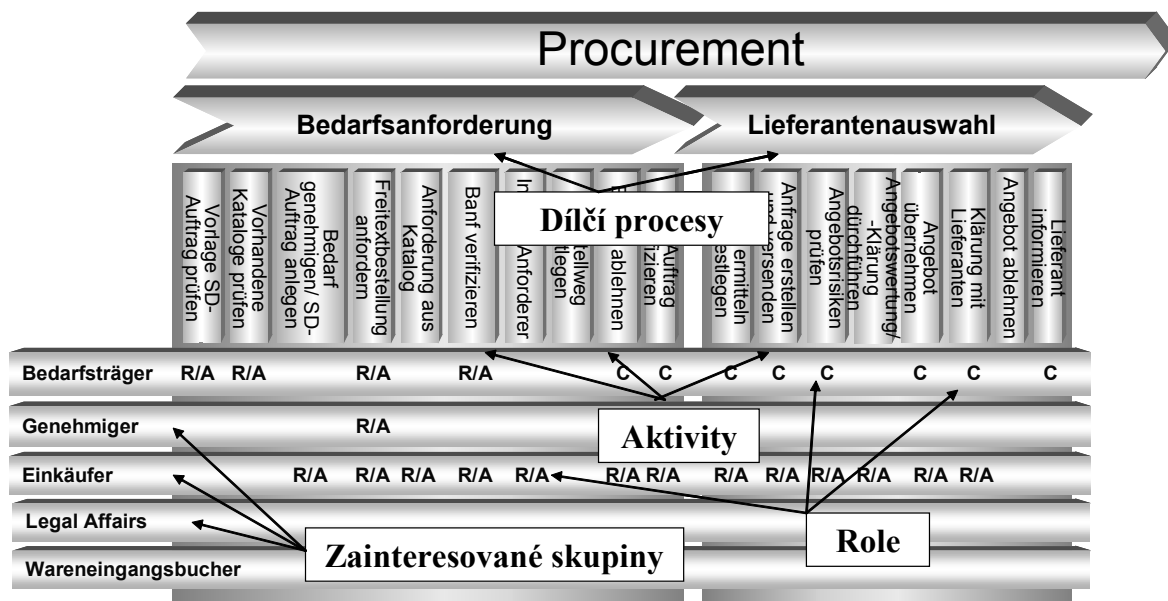 Procurement
Bedarfsanforderung
Lieferantenauswahl
Vorlage SD-
Auftrag prüfen
Vorhandene
Kataloge prüfen
Bedarf
genehmigen/ SD-
Auftrag anlegen
Freitextbestellung
anfordern
Anforderung aus
Katalog
Banf verifizieren
Anforderer
ablehnen
Auftrag
ermitteln
Anfrage erstellen
Angebotsrisiken
prüfen
Angebotswertung/
-Klärung
dürchführen
Angebot
übernehmen
Klärung mit
Lieferanten
Angebot ablehnen
Lieferant
informieren
Dílčí procesy
Bedarfsträger R/A R/A R/A R/A C C C C C C C C
Aktivity
Genehmiger R/A
Einkäufer R/A R/A R/A R/A R/A R/A R/A R/A R/A R/A R/A R/A R/A
Legal Affairs
Role
Zainteresované skupiny
Wareneingangsbucher